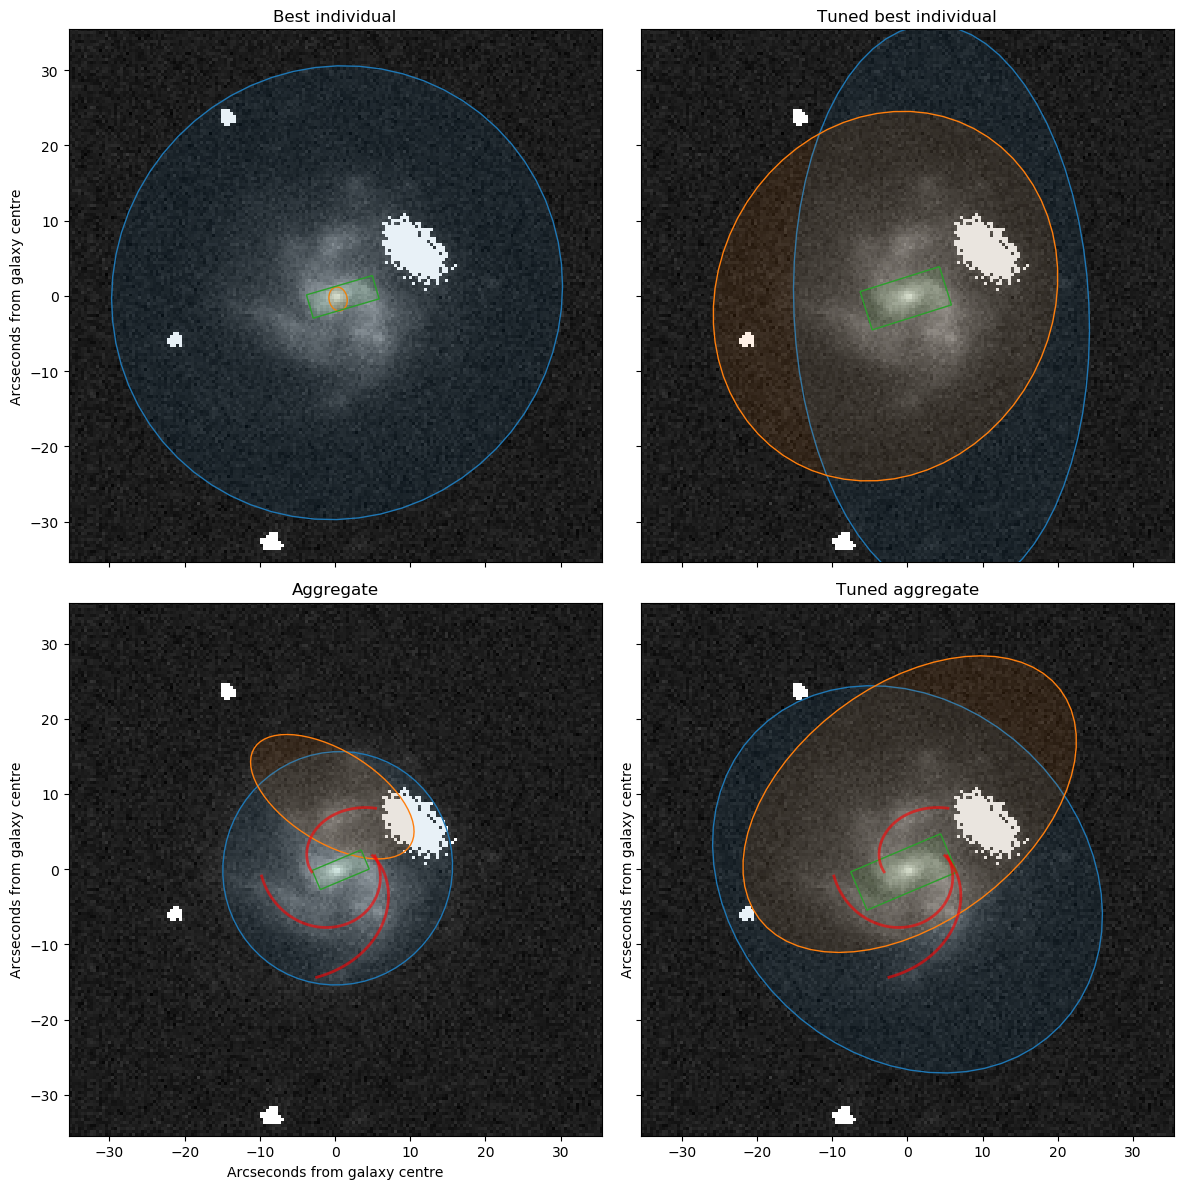 Best individual
Tuned best individual
30
20
10
0
−10
−20
−30
Arcseconds from galaxy centre
Aggregate
Tuned aggregate
30
20
10
0
−10
−20
−30
Arcseconds from galaxy centre
Arcseconds from galaxy centre
−30 −20 −10 0 10 20 30
−30 −20 −10 0 10 20 30
Arcseconds from galaxy centre